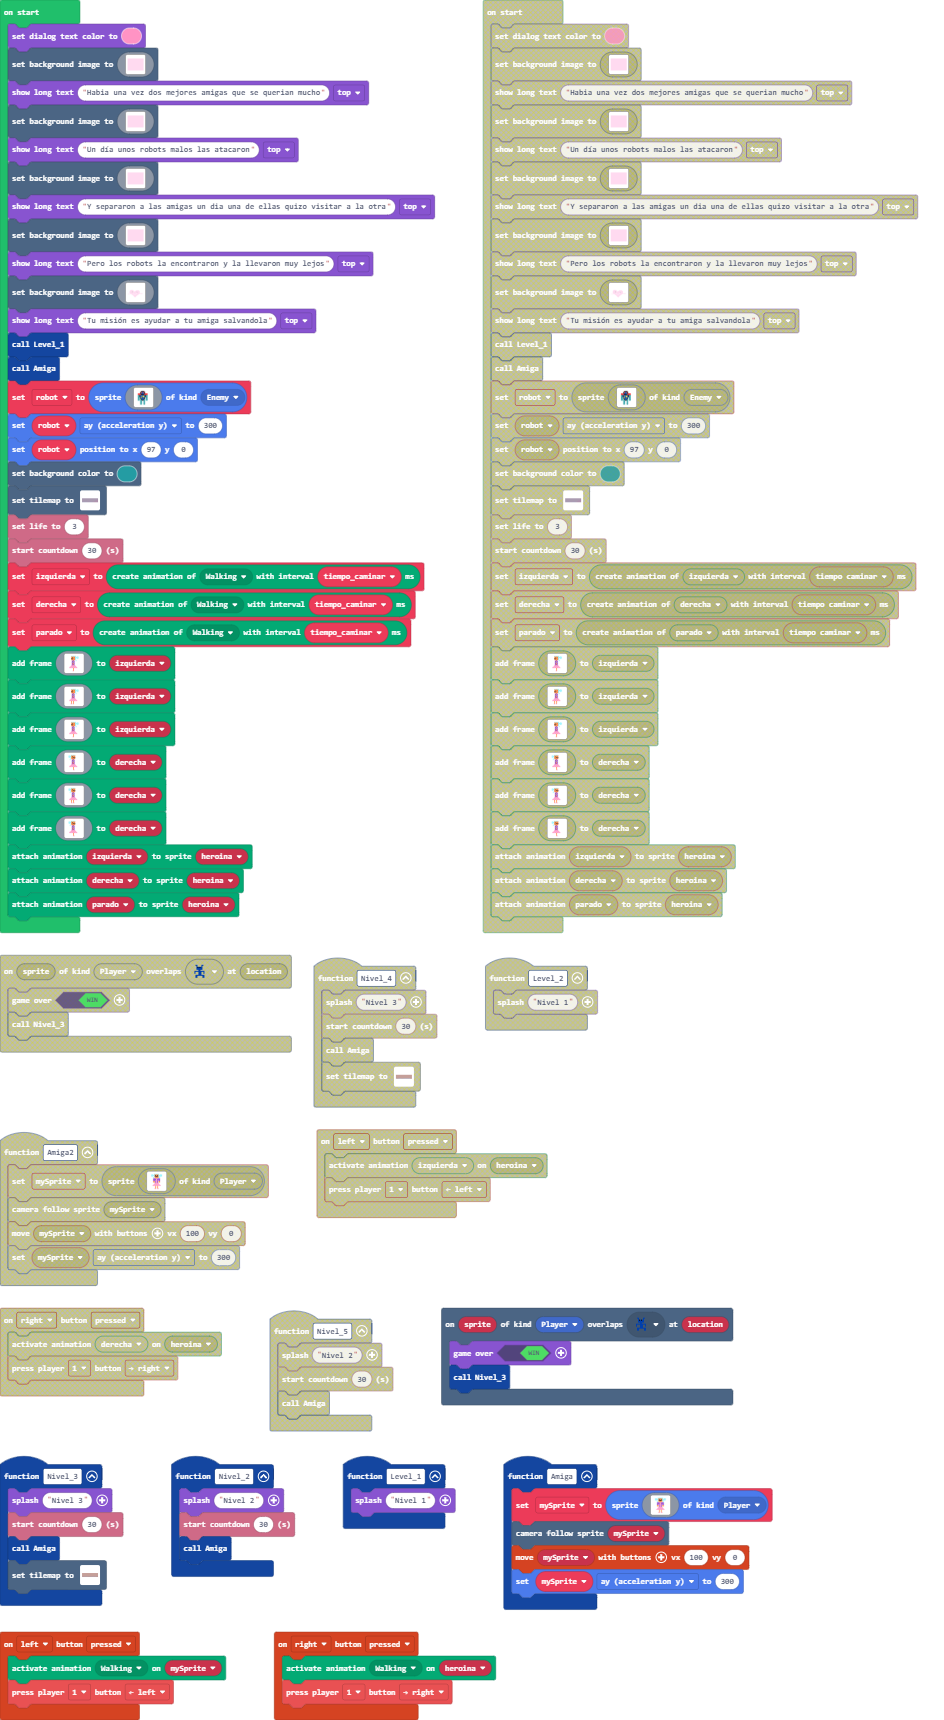 on start
set dialog text color to
set background image to
show long text "Habia una vez dos mejores amigas que se querian mucho" top
set background image to
show long text "Un día unos robots malos las atacaron" top
set background image to
show long text "Y separaron a las amigas un dia una de ellas quizo visitar a la otra" top
set background image to
show long text "Pero los robots la encontraron y la llevaron muy lejos" top
set background image to
show long text "Tu misión es ayudar a tu amiga salvandola" top
call Level_1
call Amiga
set robot to sprite of kind Enemy
set robot ay (acceleration y) to 300
set robot position to x 97 y 0
set background color to
set tilemap to
set life to 3
start countdown 30 (s)
set izquierda to create animation of Walking with interval tiempo_caminar ms
set derecha to create animation of Walking with interval tiempo_caminar ms
set parado to create animation of Walking with interval tiempo_caminar ms
add frame to izquierda
add frame to izquierda
add frame to izquierda
add frame to derecha
add frame to derecha
add frame to derecha
attach animation izquierda to sprite heroina
attach animation derecha to sprite heroina
attach animation parado to sprite heroina
on start
set dialog text color to
set background image to
show long text "Habia una vez dos mejores amigas que se querian mucho" top
set background image to
show long text "Un día unos robots malos las atacaron" top
set background image to
show long text "Y separaron a las amigas un dia una de ellas quizo visitar a la otra" top
set background image to
show long text "Pero los robots la encontraron y la llevaron muy lejos" top
set background image to
show long text "Tu misión es ayudar a tu amiga salvandola" top
call Level_1
call Amiga
set robot to sprite of kind Enemy
set robot ay (acceleration y) to 300
set robot position to x 97 y 0
set background color to
set tilemap to
set life to 3
start countdown 30 (s)
set izquierda to create animation of izquierda with interval tiempo caminar ms
set derecha to create animation of derecha with interval tiempo caminar ms
set parado to create animation of parado with interval tiempo caminar ms
add frame to izquierda
add frame to izquierda
add frame to izquierda
add frame to derecha
add frame to derecha
add frame to derecha
attach animation izquierda to sprite heroina
attach animation derecha to sprite heroina
attach animation parado to sprite heroina
on sprite of kind Player overlaps at location
game over WIN
call Nivel_3
function Nivel_4
splash "Nivel 3"
start countdown 30 (s)
call Amiga
set tilemap to
function Level_2
splash "Nivel 1"
function Amiga2
set mySprite to sprite of kind Player
camera follow sprite mySprite
move mySprite with buttons vx 100 vy 0
set mySprite ay (acceleration y) to 300
on left button pressed
activate animation izquierda on heroina
press player 1 button ← left
on right button pressed
activate animation derecha on heroina
press player 1 button → right
function Nivel_5
splash "Nivel 2"
start countdown 30 (s)
call Amiga
on sprite of kind Player overlaps at location
game over WIN
call Nivel_3
function Nivel_3
splash "Nivel 3"
start countdown 30 (s)
call Amiga
set tilemap to
function Nivel_2
splash "Nivel 2"
start countdown 30 (s)
call Amiga
function Level_1
splash "Nivel 1"
function Amiga
set mySprite to sprite of kind Player
camera follow sprite mySprite
move mySprite with buttons vx 100 vy 0
set mySprite ay (acceleration y) to 300
on left button pressed
activate animation Walking on mySprite
press player 1 button ← left
on right button pressed
activate animation Walking on heroina
press player 1 button → right